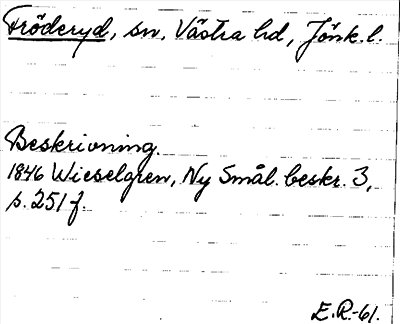 Fröderyd, sn, Västra hd, Jönk. l.
Beskrivning.
1846 Wieselgren, Ny Smål. beskr. 3,
s. 251 f.
E.R.-61.